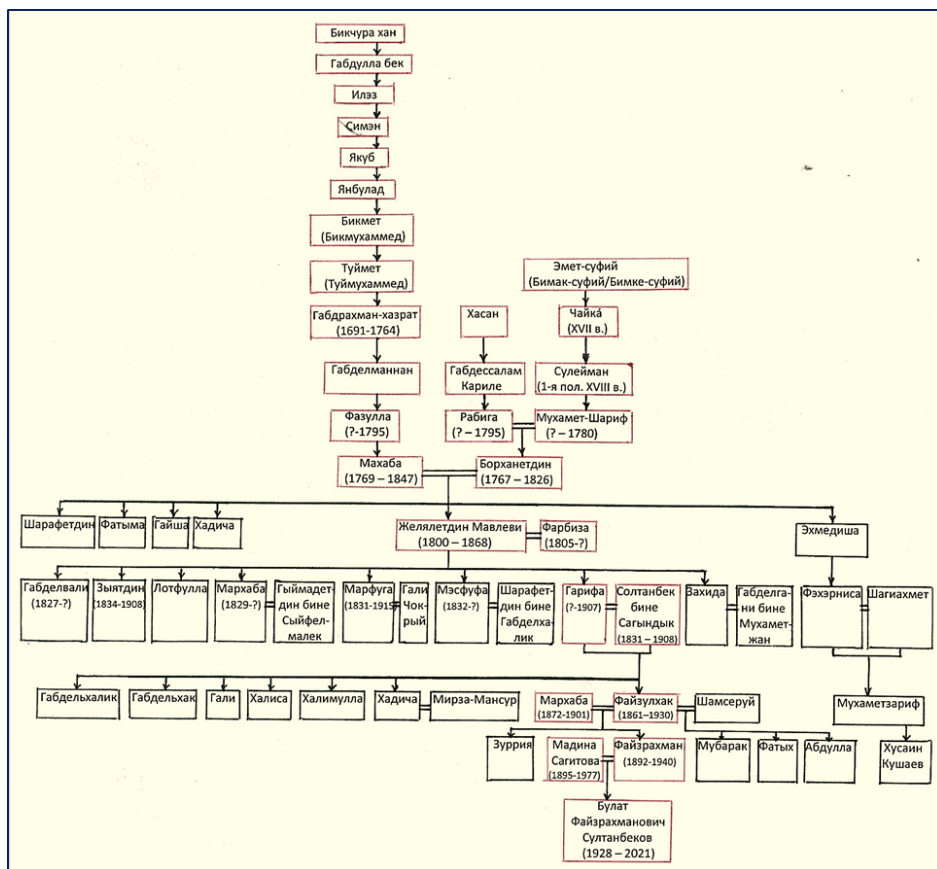 Бикчура хан
Габдулла бек
Илэз
Симэн
Якуб
Янбулад
Бикмет
(Бикмухаммед)
Туймет
(Туймухаммед)
Эмет-суфий
(Бимак-суфий/Бимке-суфий)
Габдрахман-хазрат
(1691-1764)
Хасан
Чайка́
(XVII в.)
Габделманнан
Габдессалам
Кариле
Сулейман
(1-я пол. XVIII в.)
Фазулла
(?-1795)
Рабига
(? – 1795)
Мухамет-Шариф
(? – 1780)
Махаба
(1769 – 1847)
Борханетдин
(1767 – 1826)
Шарафетдин
Фатыма
Гайша
Хадича
Желялетдин Мавлеви
(1800 – 1868)
Фарбиза
(1805-?)
Эхмедиша
Габделвали
(1827-?)
Зыятдин
(1834-1908)
Лотфулла
Мархаба
(1829-?)
Гыймадет-
дин бине
Сыйфел-
малек
Марфуга
(1831-1915)
Гали
Чок-
рый
Мэсфуфа
(1832-?)
Шарафет-
дин бине
Габделха-
лик
Гарифа
(?-1907)
Солтанбек
бине
Сагындык
(1831 – 1908)
Вахида
Габделга-
ни бине
Мухамет-
жан
Фэхэрниса
Шагиахмет
Габдельхалик
Габдельхак
Гали
Халиса
Халимулла
Хадича
Мирза-Мансур
Мархаба
(1872-1901)
Файзулхак
(1861–1930)
Шамсеруй
Мухаметзариф
Зуррия
Мадина
Сагитова
(1895-1977)
Файзрахман
(1892-1940)
Мубарак
Фатых
Абдулла
Хусаин
Кушаев
Булат
Файзрахманович
Султанбеков
(1928 – 2021)